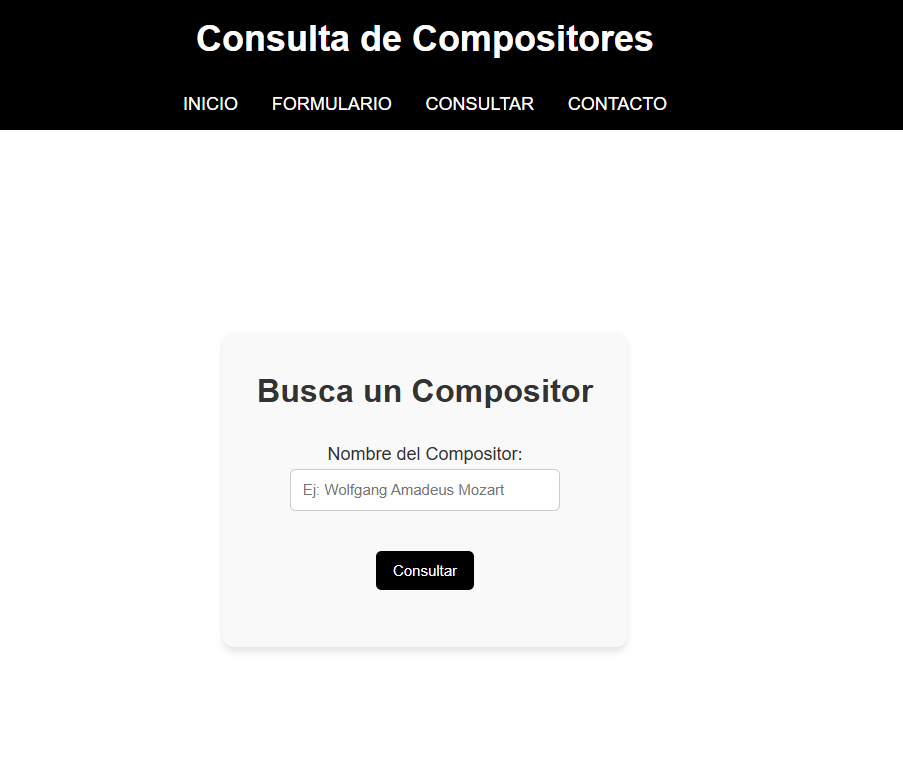 Consulta de Compositores
INICIO FORMULARIO CONSULTAR CONTACTO
Busca un Compositor
Nombre del Compositor:
Ej: Wolfgang Amadeus Mozart
Consultar